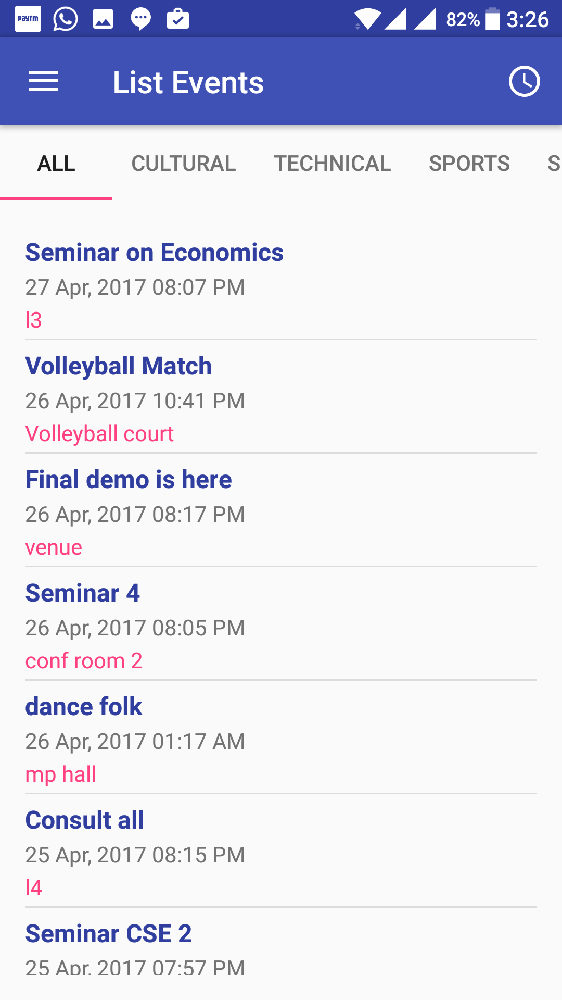 paytm
82% 3:26
List Events
ALL CULTURAL TECHNICAL SPORTS S
Seminar on Economics
27 Apr, 2017 08:07 PM
l3
Volleyball Match
26 Apr, 2017 10:41 PM
Volleyball court
Final demo is here
26 Apr, 2017 08:17 PM
venue
Seminar 4
26 Apr, 2017 08:05 PM
conf room 2
dance folk
26 Apr, 2017 01:17 AM
mp hall
Consult all
25 Apr, 2017 08:15 PM
l4
Seminar CSE 2
25 Apr, 2017 07:57 PM